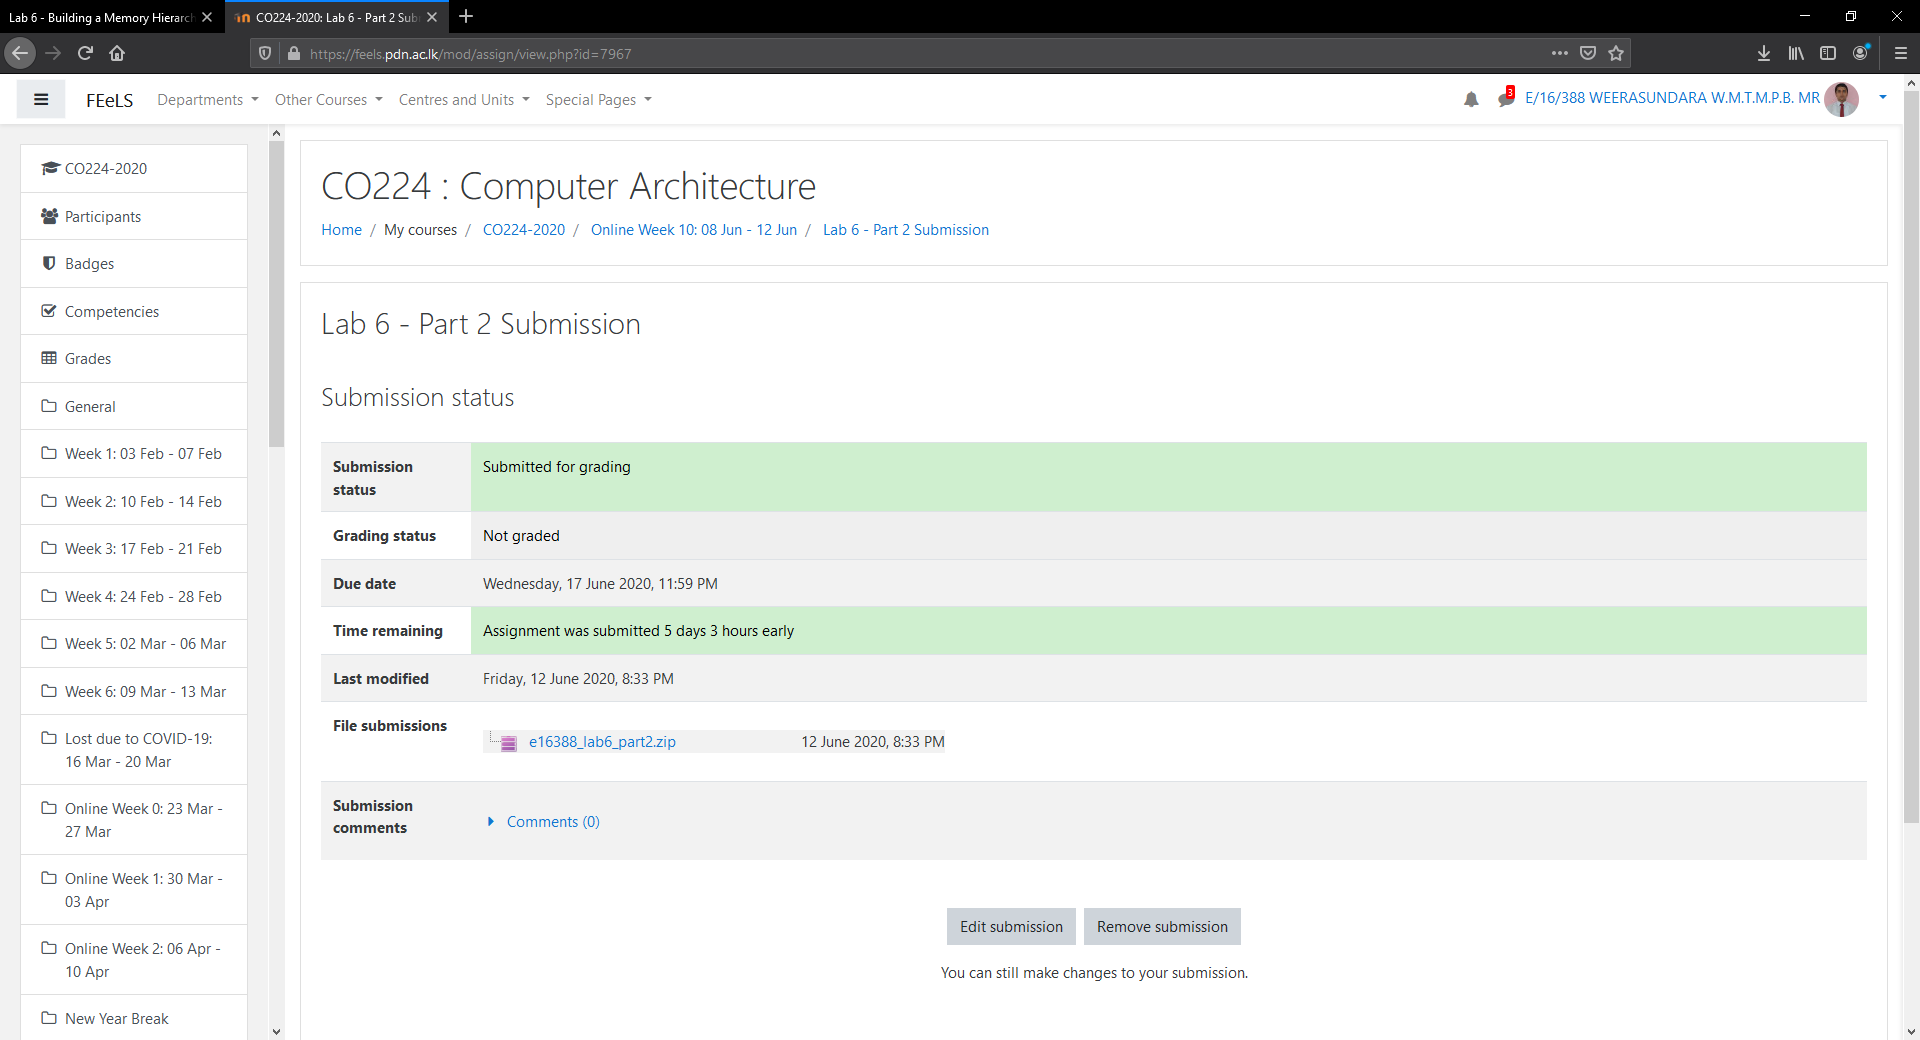 Lab 6 - Building a Memory Hierarch
CO224-2020: Lab 6 - Part 2 Sub
https://feels.pdn.ac.lk/mod/assign/view.php?id=7967
FEeLS
Departments
Other Courses
Centres and Units
Special Pages
3
E/16/388 WEERASUNDARA W.M.T.M.P.B. MR
CO224-2020
Participants
Badges
Competencies
Grades
General
Week 1: 03 Feb - 07 Feb
Week 2: 10 Feb - 14 Feb
Week 3: 17 Feb - 21 Feb
Week 4: 24 Feb - 28 Feb
Week 5: 02 Mar - 06 Mar
Week 6: 09 Mar - 13 Mar
Lost due to COVID-19:
16 Mar - 20 Mar
Online Week 0: 23 Mar -
27 Mar
Online Week 1: 30 Mar -
03 Apr
Online Week 2: 06 Apr -
10 Apr
New Year Break
CO224 : Computer Architecture
Home / My courses / CO224-2020 / Online Week 10: 08 Jun - 12 Jun / Lab 6 - Part 2 Submission
Lab 6 - Part 2 Submission
Submission status
Submission
status
Submitted for grading
Grading status
Not graded
Due date
Wednesday, 17 June 2020, 11:59 PM
Time remaining
Assignment was submitted 5 days 3 hours early
Last modified
Friday, 12 June 2020, 8:33 PM
File submissions
e16388_lab6_part2.zip
12 June 2020, 8:33 PM
Submission
comments
Comments (0)
Edit submission
Remove submission
You can still make changes to your submission.